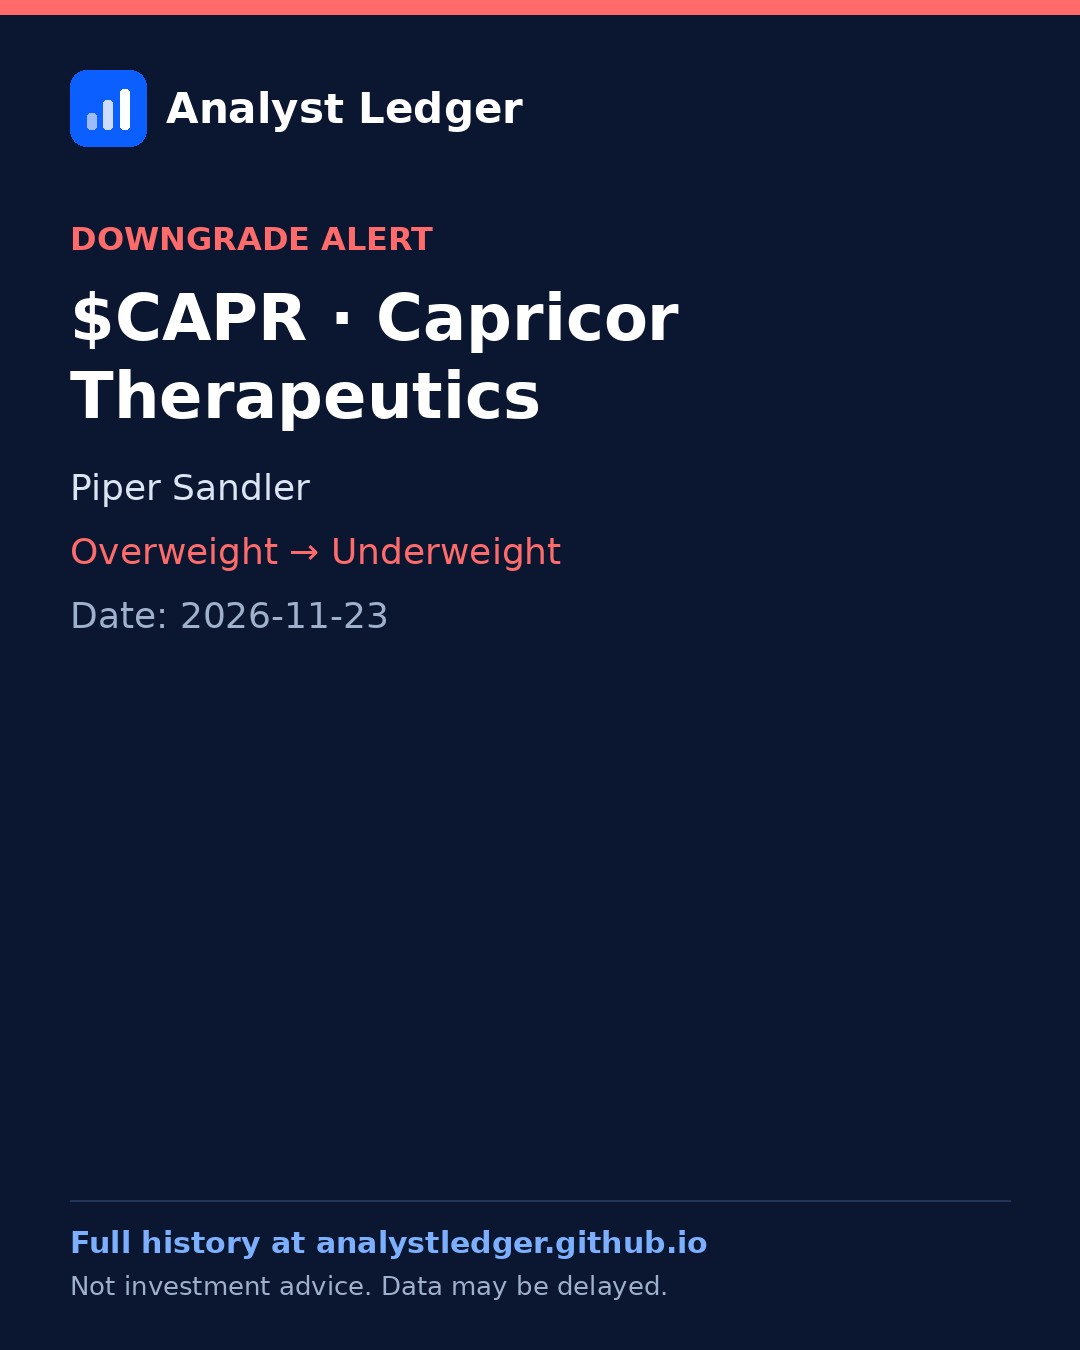 Analyst Ledger
DOWNGRADE ALERT
$CAPR · Capricor
Therapeutics
Piper Sandler
Overweight → Underweight
Date: 2026-11-23
Full history at analystledger.github.io
Not investment advice. Data may be delayed.